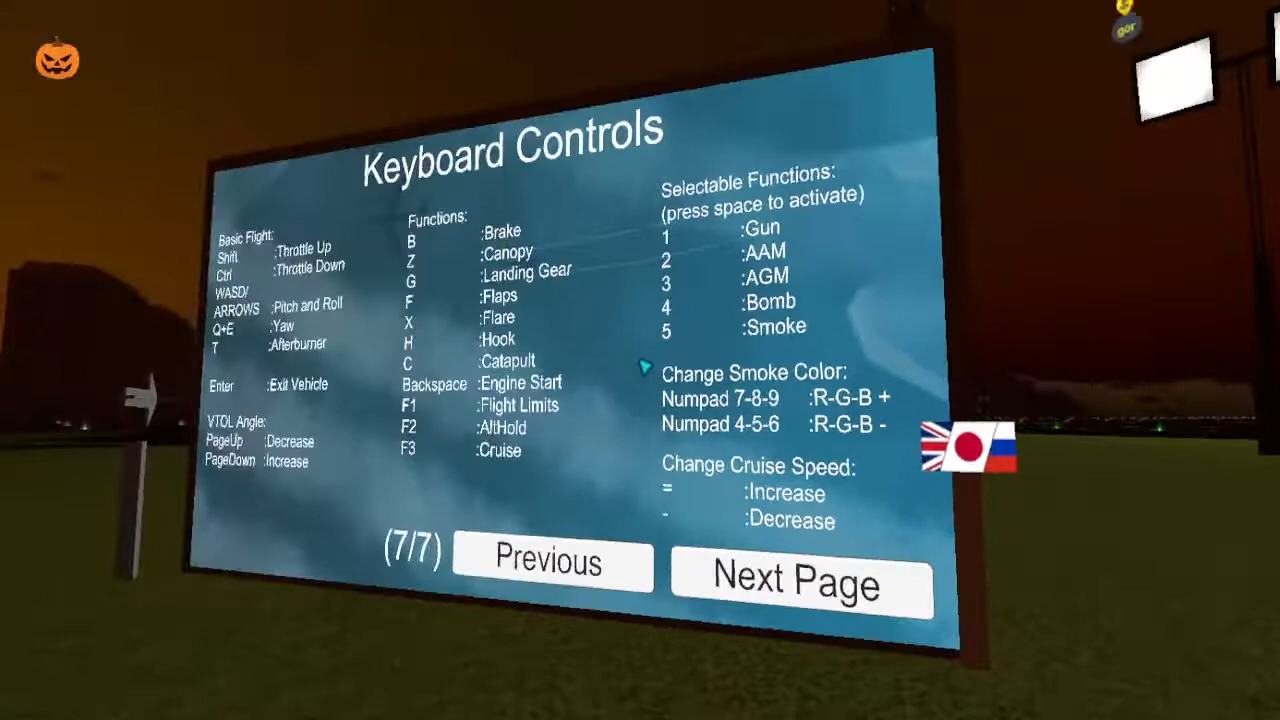 gor
Keyboard Controls
Basic Flight:
Shift :Throttle Up
Ctrl :Throttle Down
WASD/
ARROWS :Pitch and Roll
Q+E :Yaw
T :Afterburner
Enter :Exit Vehicle
VTOL Angle:
PageUp :Decrease
PageDown :Increase
Functions:
B :Brake
Z :Canopy
G :Landing Gear
F :Flaps
X :Flare
H :Hook
C :Catapult
Backspace :Engine Start
F1 :Flight Limits
F2 :AltHold
F3 :Cruise
Selectable Functions:
(press space to activate)
1 :Gun
2 :AAM
3 :AGM
4 :Bomb
5 :Smoke
Change Smoke Color:
Numpad 7-8-9 :R-G-B +
Numpad 4-5-6 :R-G-B -
Change Cruise Speed:
= :Increase
- :Decrease
(7/7) Previous Next Page